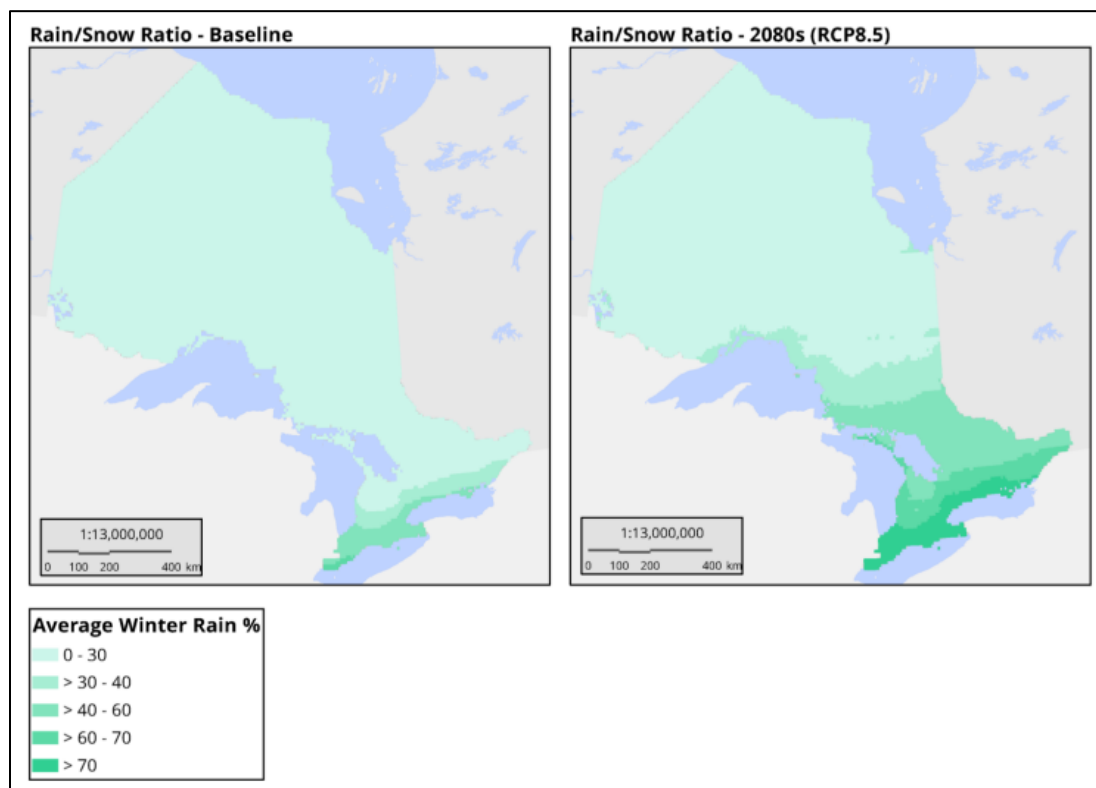 Rain/Snow Ratio - Baseline
Rain/Snow Ratio - 2080s (RCP8.5)
1:13,000,000
0 100 200 400 km
1:13,000,000
0 100 200 400 km
Average Winter Rain %
0 - 30
> 30 - 40
> 40 - 60
> 60 - 70
> 70